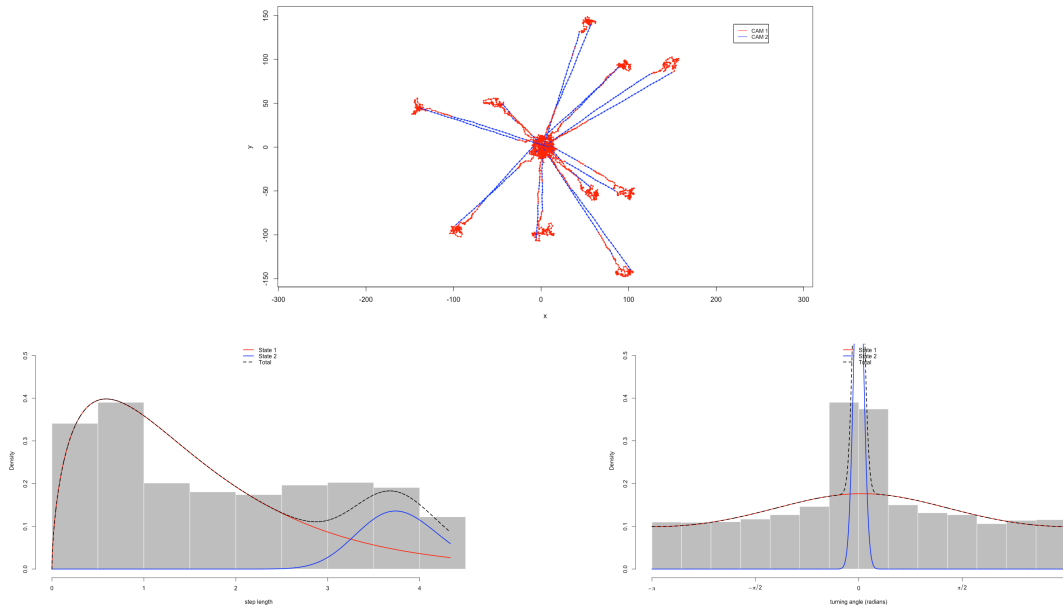 150
100
50
0
-50
-100
-150
y
CAM 1
CAM 2
-300
-200
-100
0
100
200
300
x
State 1
State 2
Total
0.5
0.4
0.3
0.2
0.1
0.0
Density
0
1
2
3
4
step length
State 1
State 2
Total
0.5
0.4
0.3
0.2
0.1
0.0
Density
−π
−π/2
0
π/2
turning angle (radians)